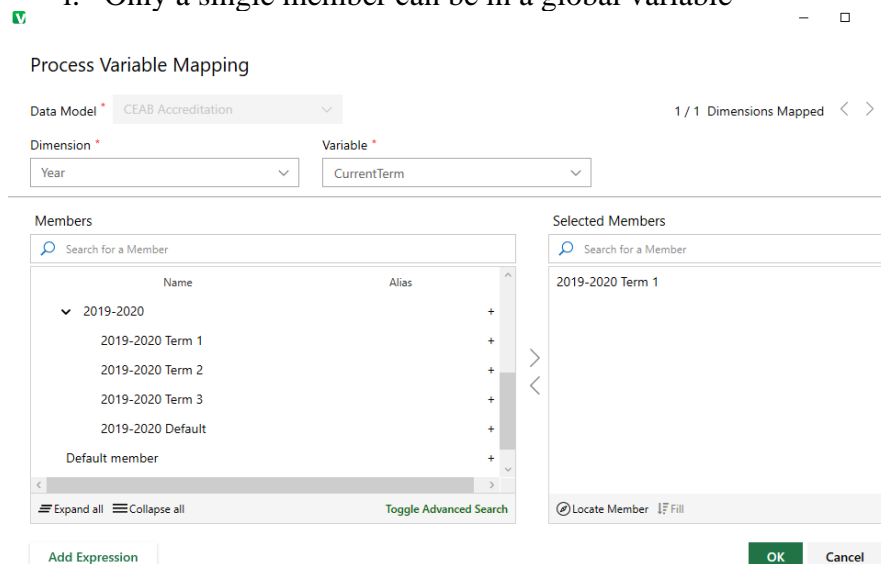 i. Only a single member can be in a global variable
Process Variable Mapping
Data Model * CEAB Accreditation 1 / 1 Dimensions Mapped
Dimension * Variable *
Year CurrentTerm
Members Selected Members
Search for a Member Search for a Member
Name Alias 2019-2020 Term 1
2019-2020 +
2019-2020 Term 1 +
2019-2020 Term 2 +
2019-2020 Term 3 +
2019-2020 Default +
Default member +
Expand all Collapse all Toggle Advanced Search Locate Member Fill
Add Expression OK Cancel